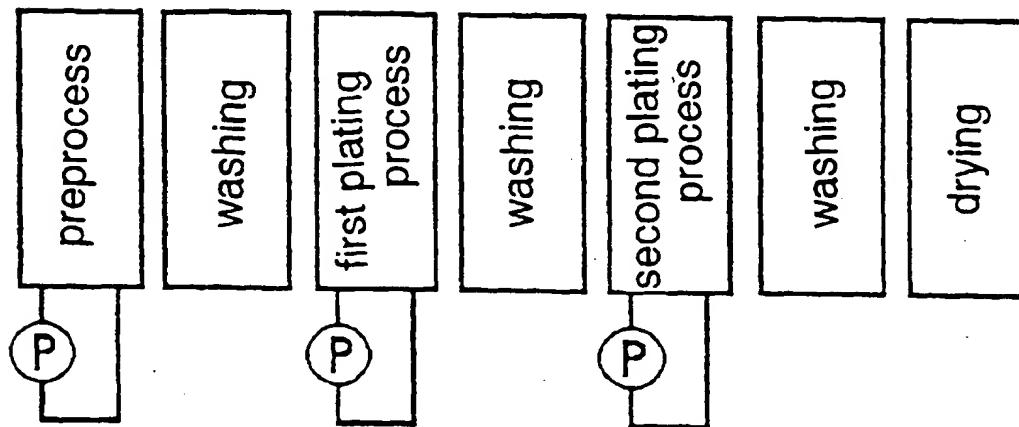 preprocess
washing
first plating
process
washing
second plating
process
washing
drying
P
P
P